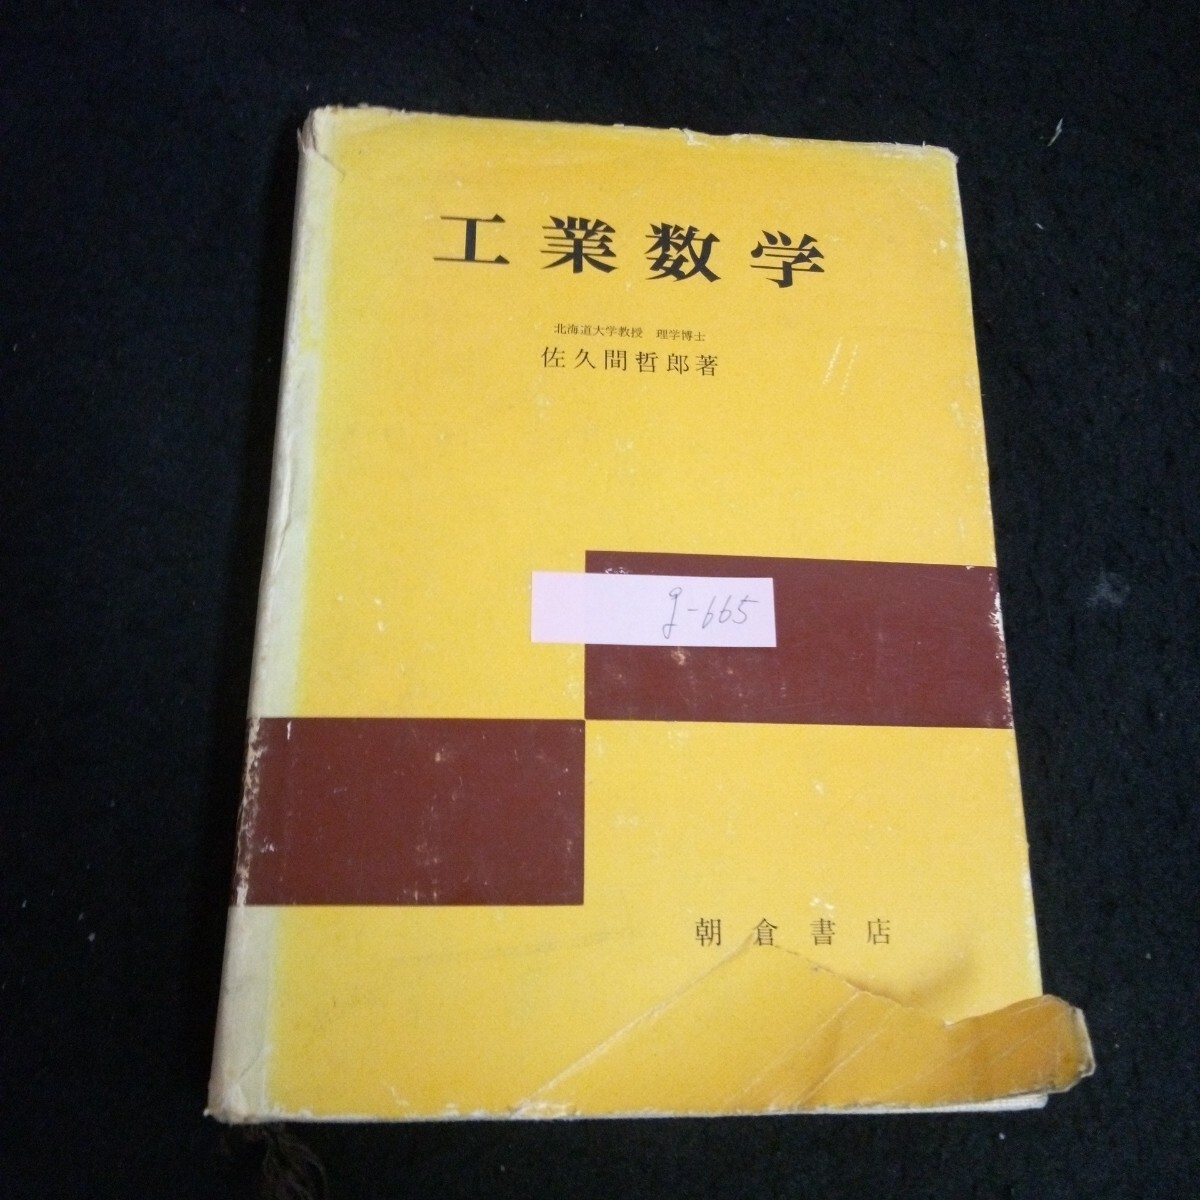 工業数学
北海道大学教授 理学博士
佐久間哲郎著
g-665
朝倉書店